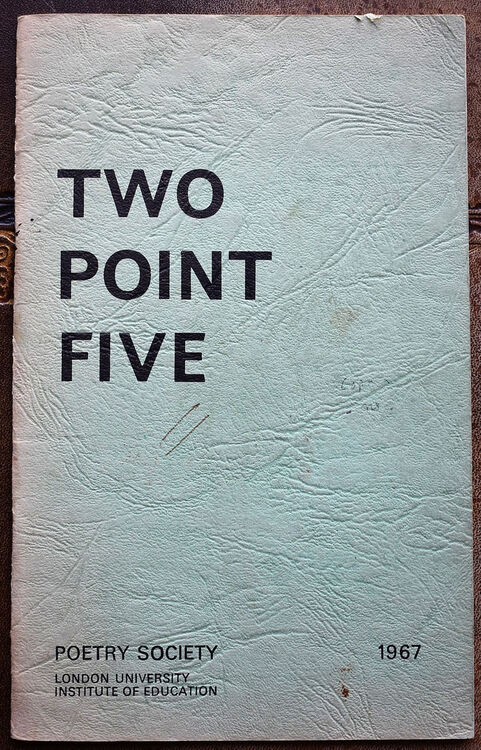 TWO
POINT
FIVE
POETRY SOCIETY 1967
LONDON UNIVERSITY
INSTITUTE OF EDUCATION